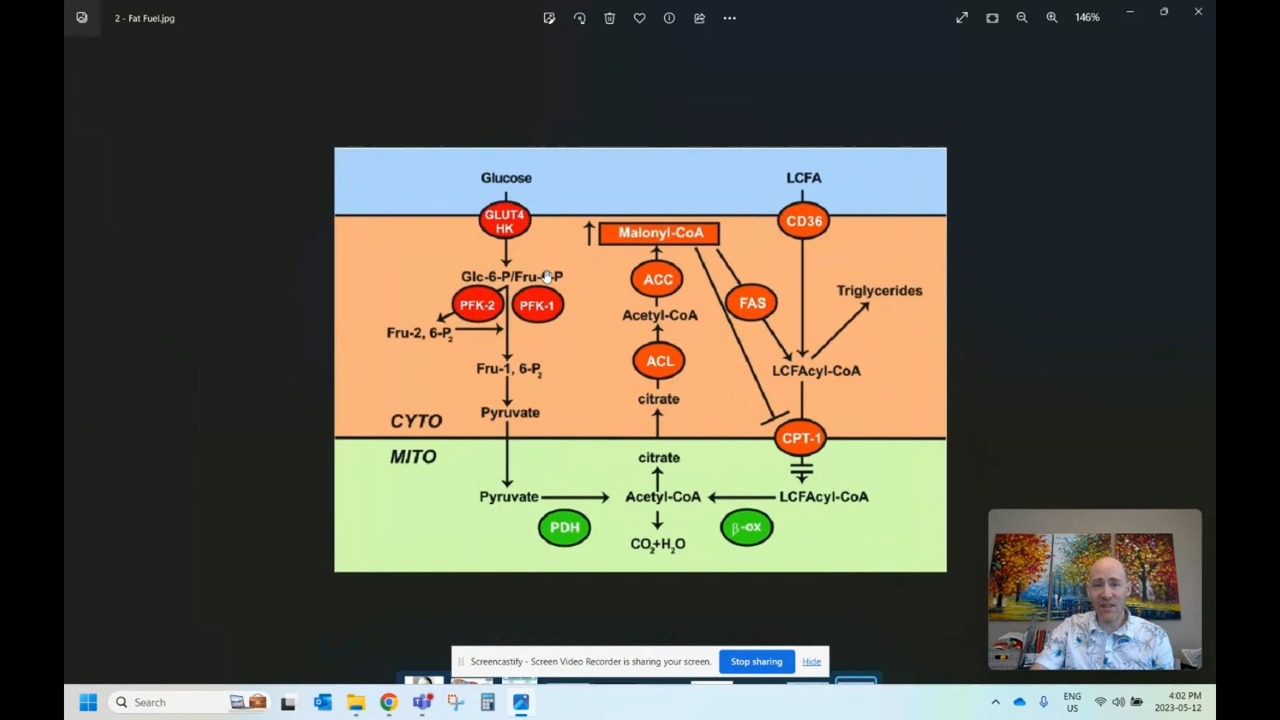 2 - Fat Fuel.jpg
146%
Glucose
LCFA
GLUT4
HK
Malonyl-CoA
CD36
Glc-6-P/Fru-6-P
ACC
PFK-2
PFK-1
FAS
Triglycerides
Acetyl-CoA
Fru-2, 6-P2
ACL
Fru-1, 6-P2
LCFAcyl-CoA
citrate
Pyruvate
CYTO
CPT-1
MITO
citrate
Pyruvate
Acetyl-CoA
LCFAcyl-CoA
PDH
β-ox
CO2+H2O
Screencastify - Screen Video Recorder is sharing your screen.
Stop sharing
Hide
Search
ENG
US
4:02 PM
2023-05-12